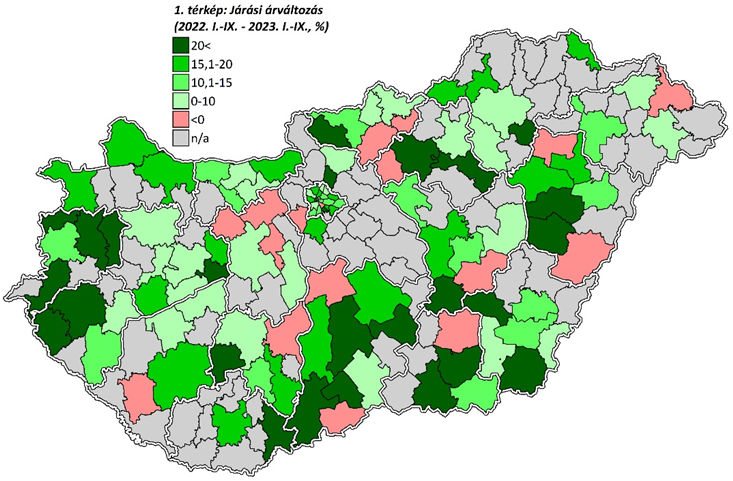 1. térkép: Járási árváltozás
(2022. I.-IX. - 2023. I.-IX., %)
20<
15,1-20
10,1-15
0-10
<0
n/a